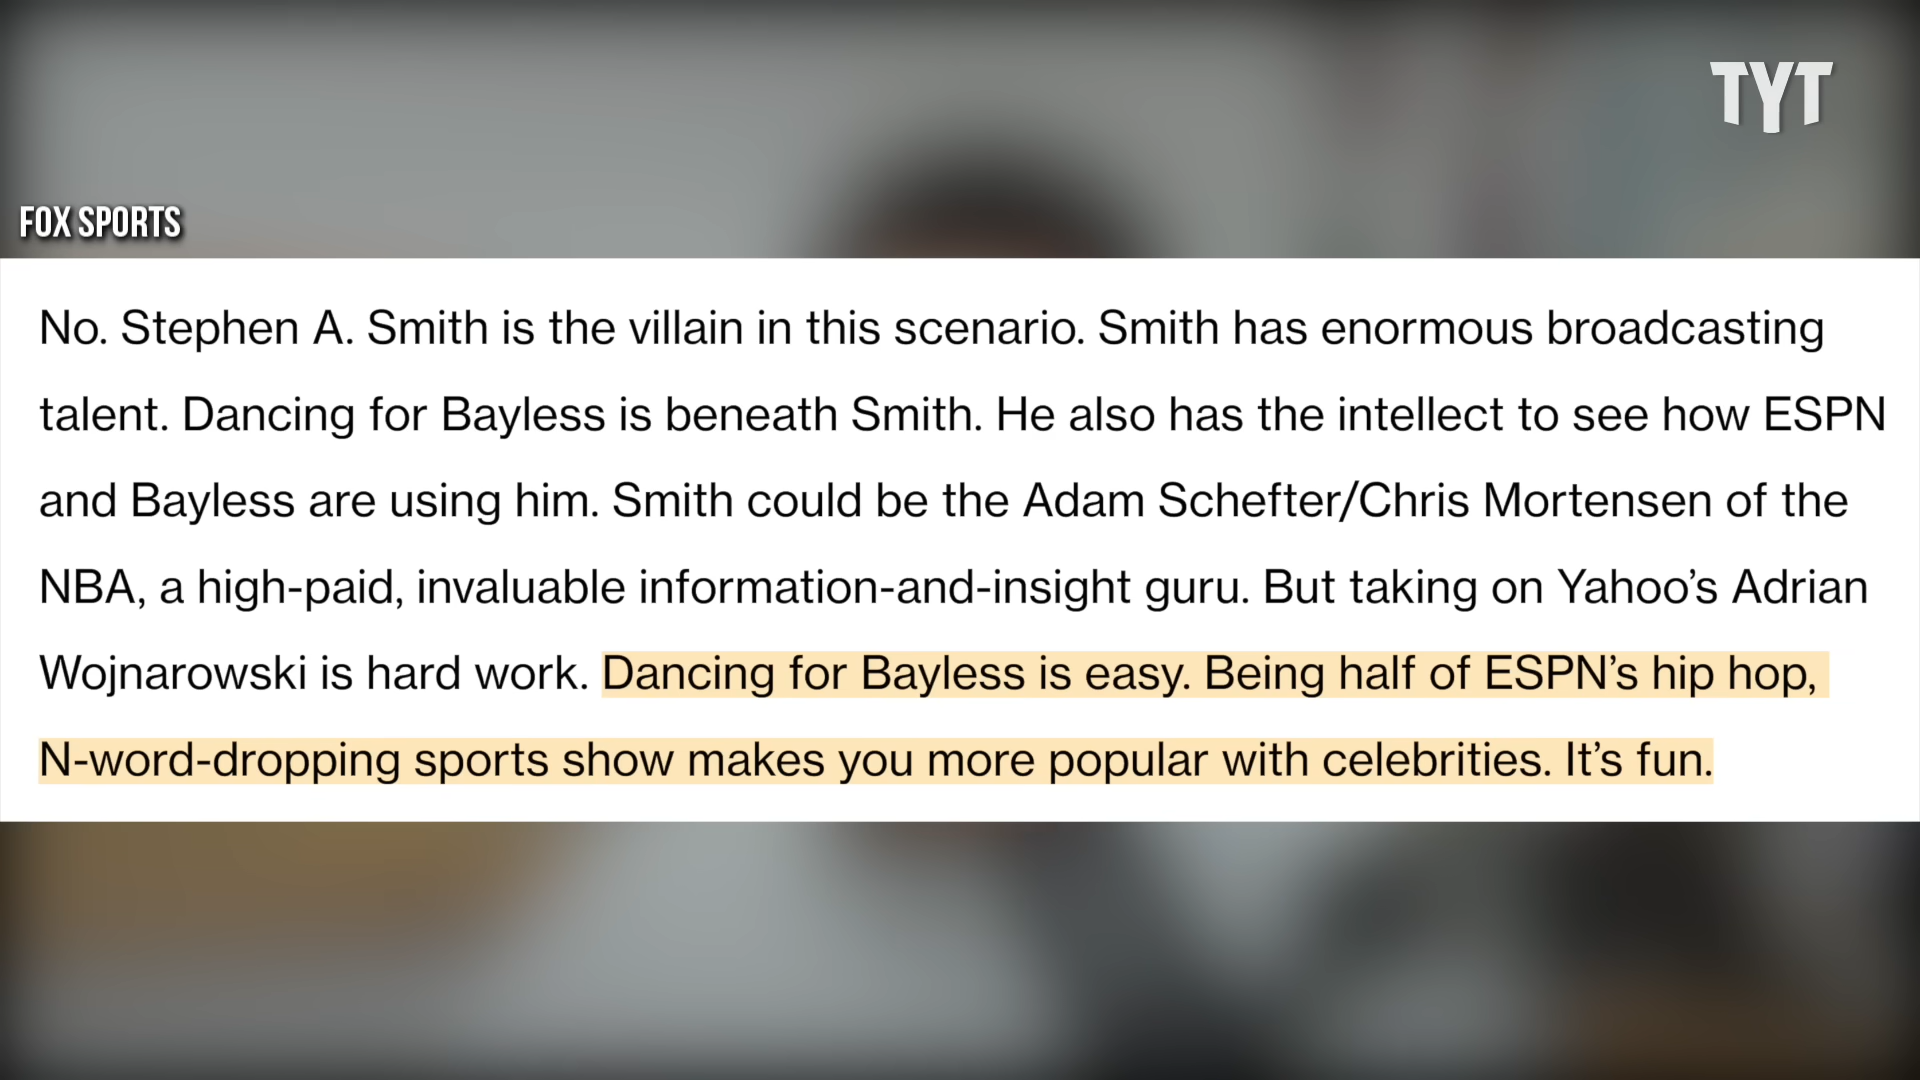 TYT
FOX SPORTS
No. Stephen A. Smith is the villain in this scenario. Smith has enormous broadcasting
talent. Dancing for Bayless is beneath Smith. He also has the intellect to see how ESPN
and Bayless are using him. Smith could be the Adam Schefter/Chris Mortensen of the
NBA, a high-paid, invaluable information-and-insight guru. But taking on Yahoo’s Adrian
Wojnarowski is hard work. Dancing for Bayless is easy. Being half of ESPN’s hip hop,
N-word-dropping sports show makes you more popular with celebrities. It’s fun.